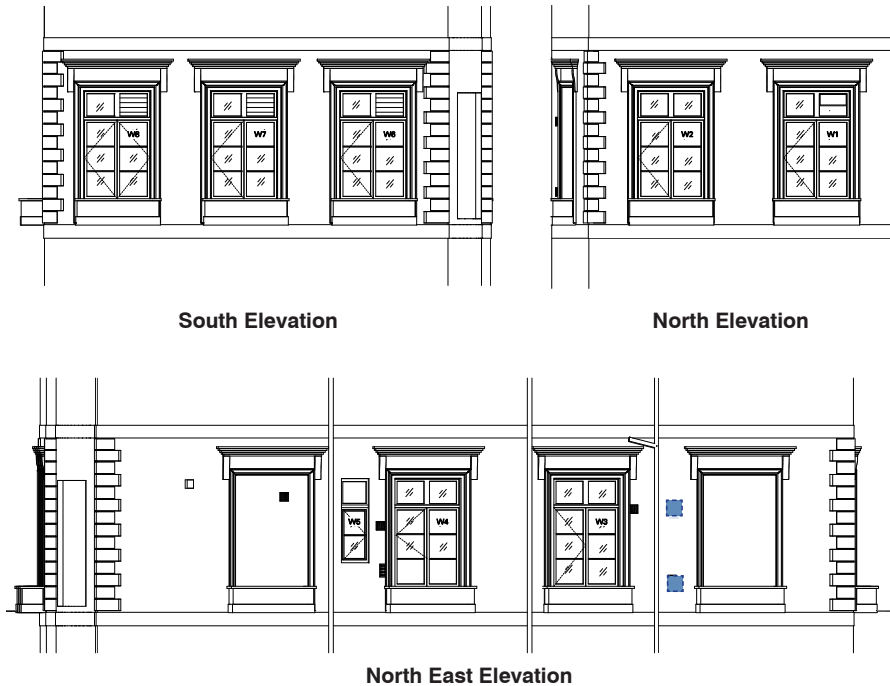 W8 W7 W6
W2 W1
South Elevation
North Elevation
W5 W4 W3
North East Elevation